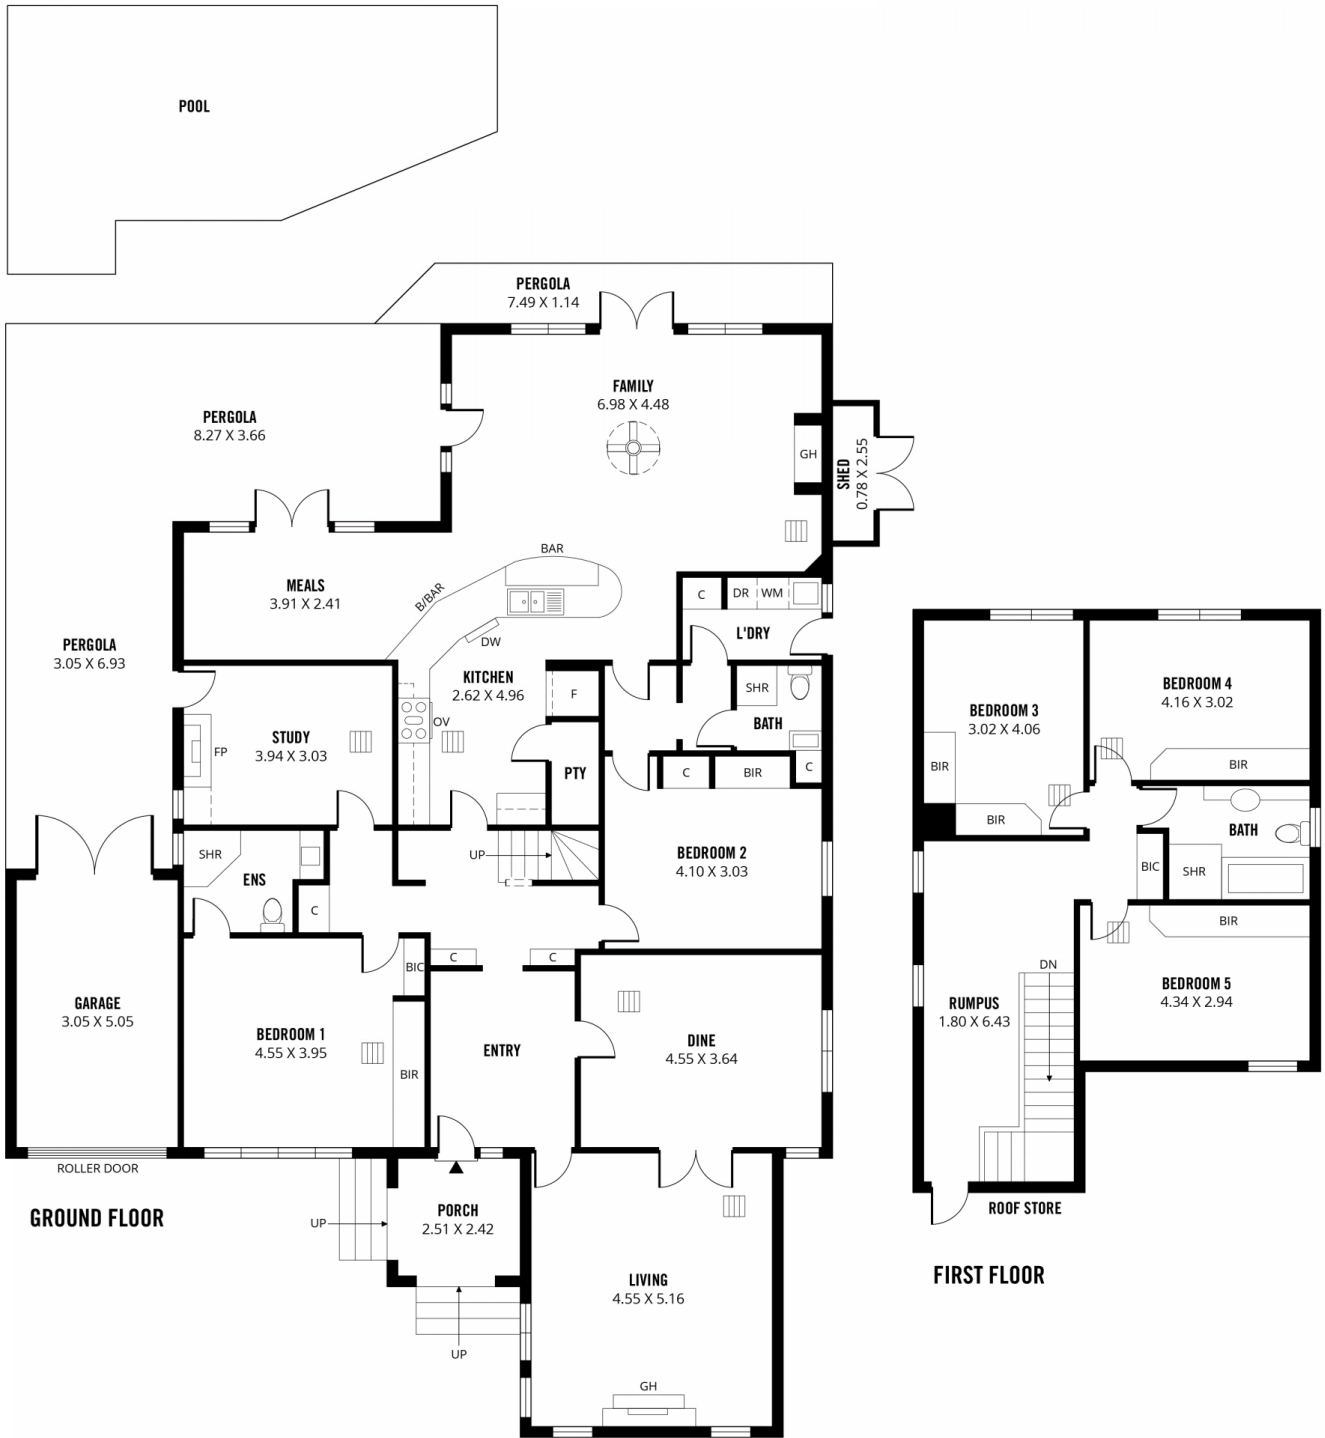 POOL
PERGOLA
7.49 X 1.14
FAMILY
6.98 X 4.48
PERGOLA
8.27 X 3.66
GH
SHED
0.78 X 2.55
BAR
B/BAR
MEALS
3.91 X 2.41
C
DR
WM
L'DRY
DW
PERGOLA
3.05 X 6.93
KITCHEN
2.62 X 4.96
F
SHR
BATH
OV
STUDY
3.94 X 3.03
FP
PTY
C
BIR
C
SHR
ENS
UP
BEDROOM 2
4.10 X 3.03
C
C
C
BIC
GARAGE
3.05 X 5.05
BEDROOM 1
4.55 X 3.95
BIR
ENTRY
DINE
4.55 X 3.64
ROLLER DOOR
GROUND FLOOR
UP
PORCH
2.51 X 2.42
UP
LIVING
4.55 X 5.16
GH
BEDROOM 3
3.02 X 4.06
BEDROOM 4
4.16 X 3.02
BIR
BIR
BIR
BATH
BIC
SHR
BIR
DN
RUMPUS
1.80 X 6.43
BEDROOM 5
4.34 X 2.94
ROOF STORE
FIRST FLOOR